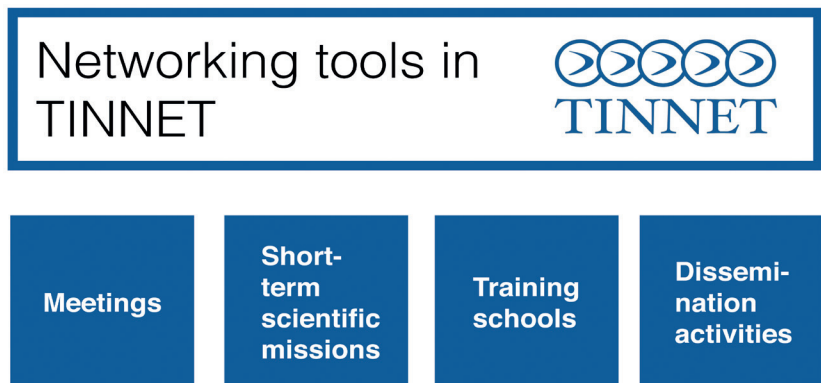 Networking tools in
TINNET
TINNET
Meetings
Short-
term
scientific
missions
Training
schools
Dissemi-
nation
activities